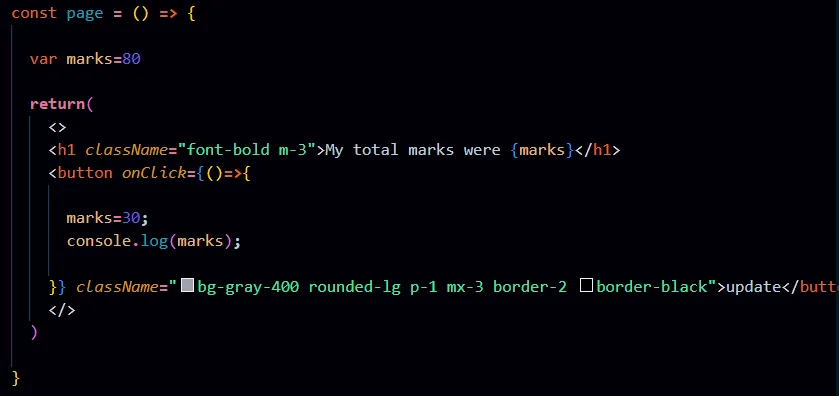 const page = () => {
var marks=80
return(
<>
<h1 className="font-bold m-3">My total marks were {marks}</h1>
<button onClick={()=>{
marks=30;
console.log(marks);
}} className="bg-gray-400 rounded-lg p-1 mx-3 border-2 border-black">update</butto
</>
)
}